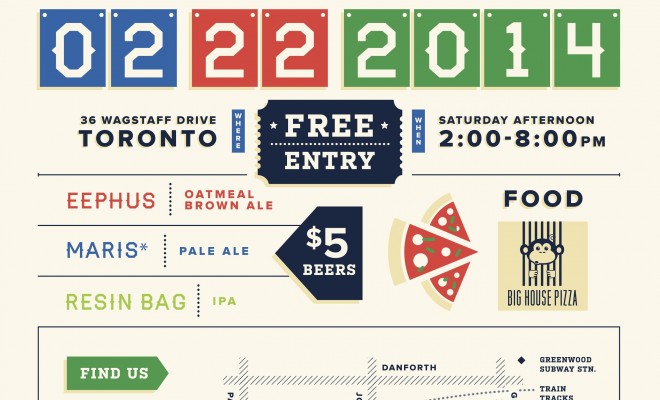 02 22 2014
36 WAGSTAFF DRIVE
TORONTO
WHERE
FREE
ENTRY
WHEN
SATURDAY AFTERNOON
2:00-8:00PM
EEPHUS
OATMEAL
BROWN ALE
MARIS*
PALE ALE
RESIN BAG
IPA
$5
BEERS
FOOD
BIG HOUSE PIZZA
FIND US
DANFORTH
GREENWOOD
SUBWAY STN.
TRAIN
TRACKS